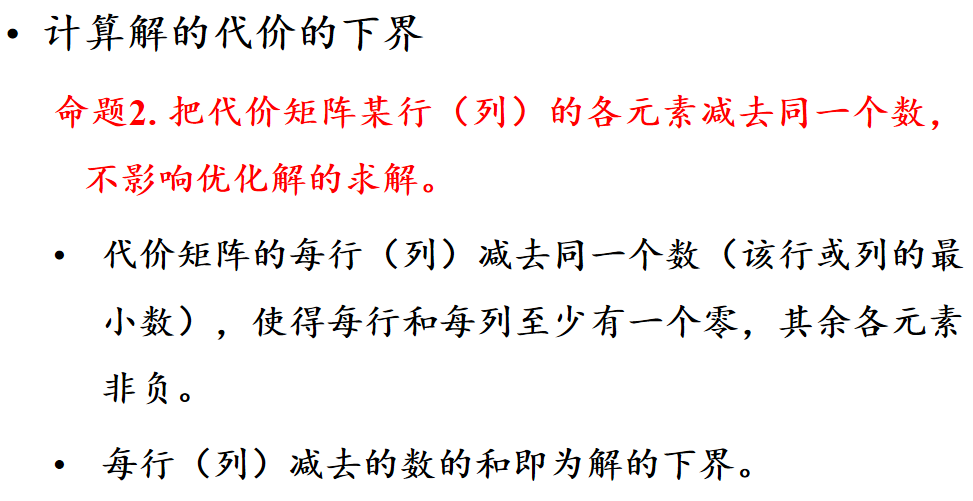 • 计算解的代价的下界
命题2. 把代价矩阵某行（列）的各元素减去同一个数，
不影响优化解的求解。
• 代价矩阵的每行（列）减去同一个数（该行或列的最
小数），使得每行和每列至少有一个零，其余各元素
非负。
• 每行（列）减去的数的和即为解的下界。